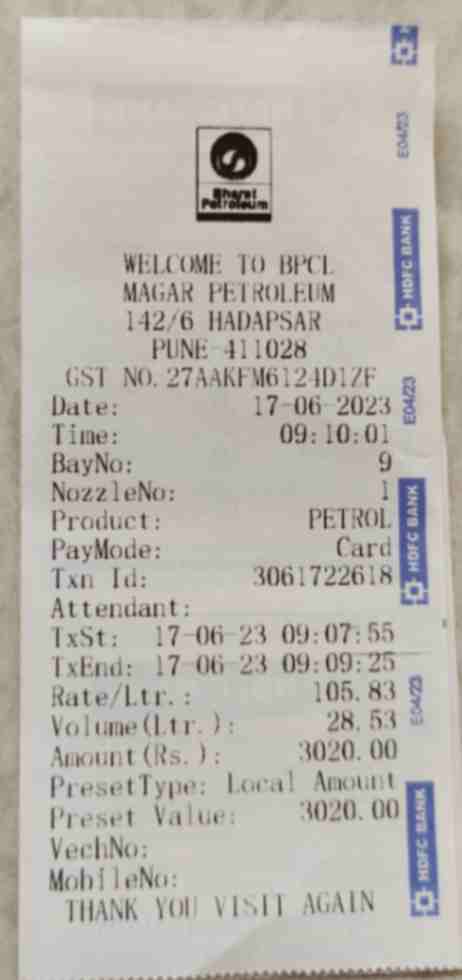 Bharat
Petroleum
WELCOME TO BPCL
MAGAR PETROLEUM
142/6 HADAPSAR
PUNE-411028
GST NO. 27AAKFM6124D1ZF
Date: 17-06-2023
Time: 09:10:01
BayNo: 9
NozzleNo: 1
Product: PETROL
PayMode: Card
Txn Id: 3061722618
Attendant:
TxSt: 17-06-23 09:07:55
TxEnd: 17-06-23 09:09:25
Rate/Ltr.: 105.83
Volume(Ltr.): 28.53
Amount(Rs.): 3020.00
PresetType: Local Amount
Preset Value: 3020.00
VechNo:
MobileNo:
THANK YOU VISIT AGAIN
E04/23
HDFC BANK
E04/23
HDFC BANK
E04/23
HDFC BANK